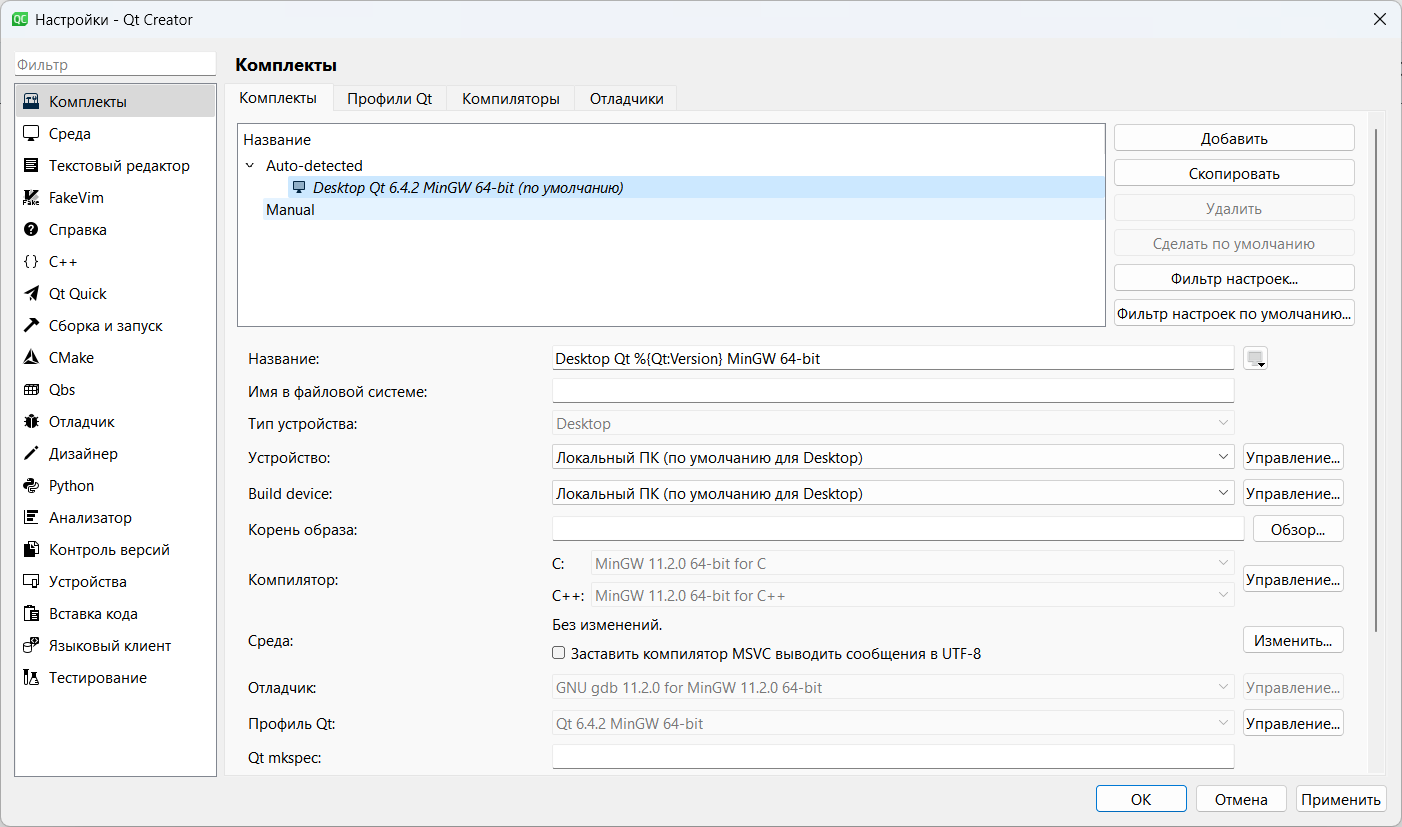 QC Настройки - Qt Creator
Фильтр
Комплекты
Среда
Текстовый редактор
FakeVim
Справка
C++
Qt Quick
Сборка и запуск
CMake
Qbs
Отладчик
Дизайнер
Python
Анализатор
Контроль версий
Устройства
Вставка кода
Языковый клиент
Тестирование
Комплекты
Комплекты Профили Qt Компиляторы Отладчики
Название
Auto-detected
Desktop Qt 6.4.2 MinGW 64-bit (по умолчанию)
Manual
Добавить
Скопировать
Удалить
Сделать по умолчанию
Фильтр настроек...
Фильтр настроек по умолчанию...
Название: Desktop Qt %{Qt:Version} MinGW 64-bit
Имя в файловой системе:
Тип устройства: Desktop
Устройство: Локальный ПК (по умолчанию для Desktop) Управление...
Build device: Локальный ПК (по умолчанию для Desktop) Управление...
Корень образа: Обзор...
Компилятор: C: MinGW 11.2.0 64-bit for C
C++: MinGW 11.2.0 64-bit for C++ Управление...
Среда: Без изменений. Изменить...
Заставить компилятор MSVC выводить сообщения в UTF-8
Отладчик: GNU gdb 11.2.0 for MinGW 11.2.0 64-bit Управление...
Профиль Qt: Qt 6.4.2 MinGW 64-bit Управление...
Qt mkspec:
OK Отмена Применить